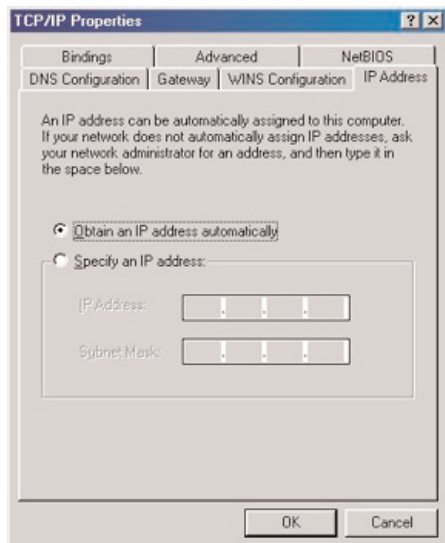 TCP/IP Properties
Bindings Advanced NetBIOS
DNS Configuration Gateway WINS Configuration IP Address
An IP address can be automatically assigned to this computer.
If your network does not automatically assign IP addresses, ask
your network administrator for an address, and then type it in
the space below.
Obtain an IP address automatically
Specify an IP address:
IP Address:
Subnet Mask:
OK Cancel